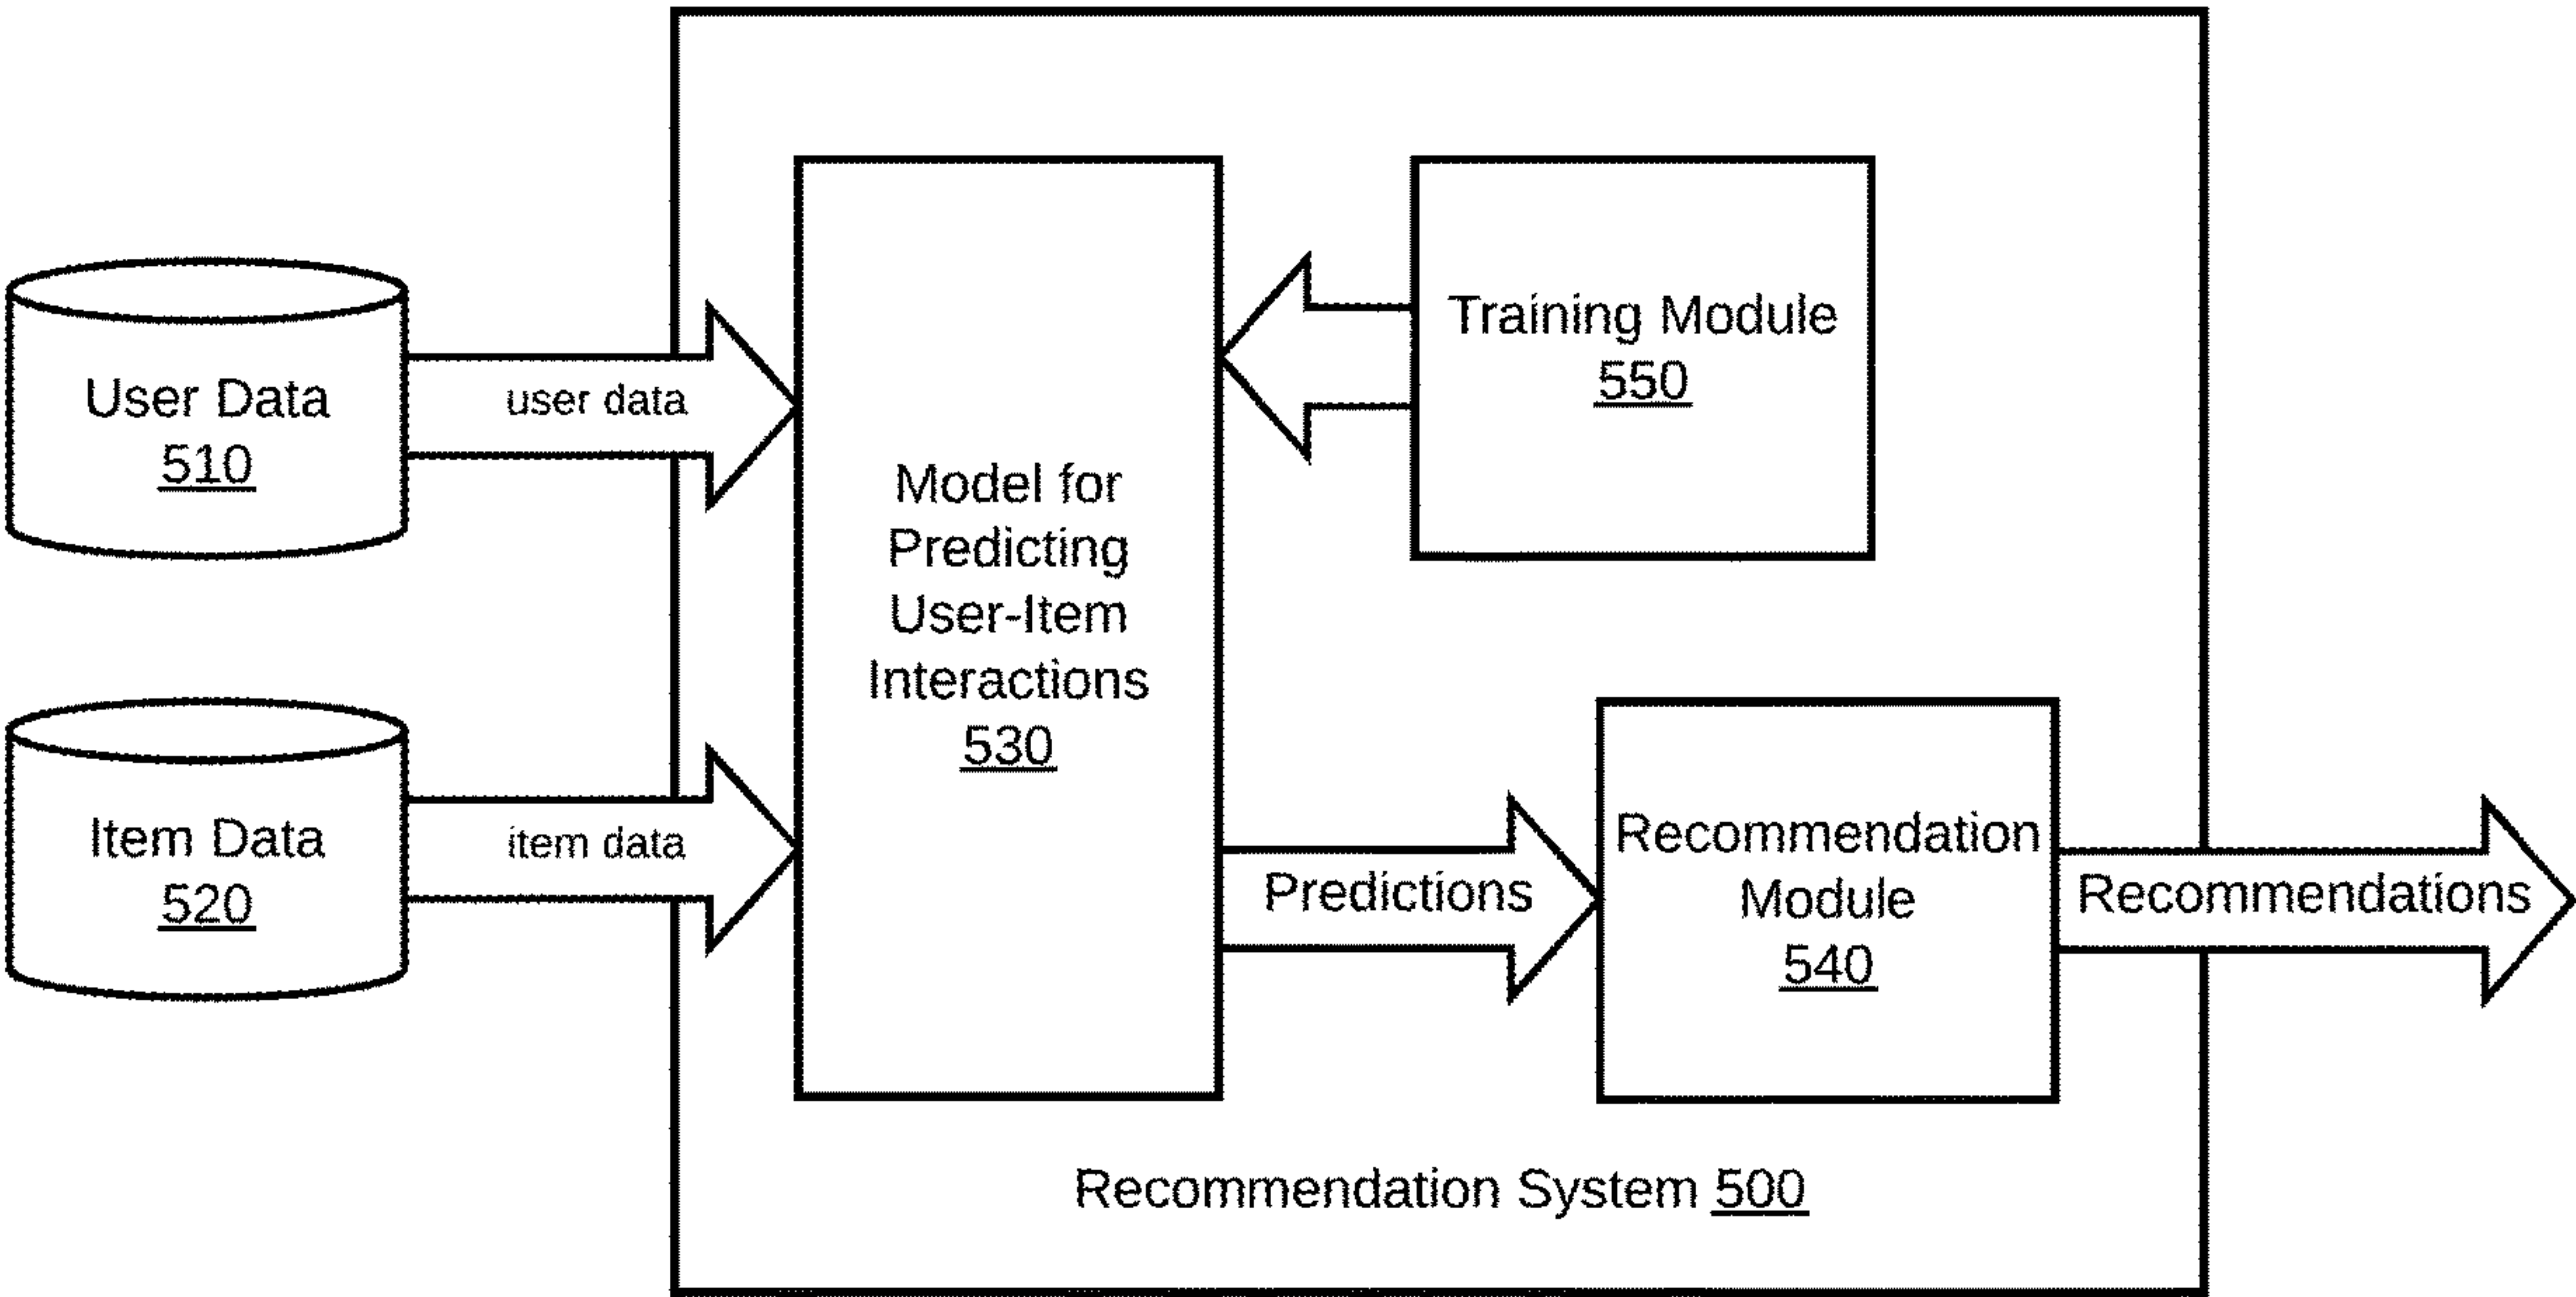 User Data
510
user data
Item Data
520
item data
Model for
Predicting
User-Item
Interactions
530
Training Module
550
Predictions
Recommendation
Module
540
Recommendations
Recommendation System 500